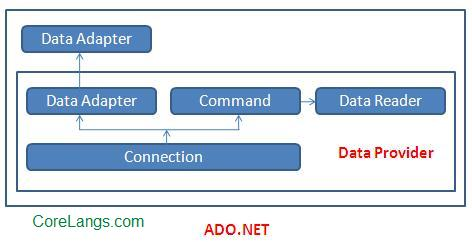 Data Adapter
Data Adapter
Command
Data Reader
Connection
Data Provider
CoreLangs.com
ADO.NET